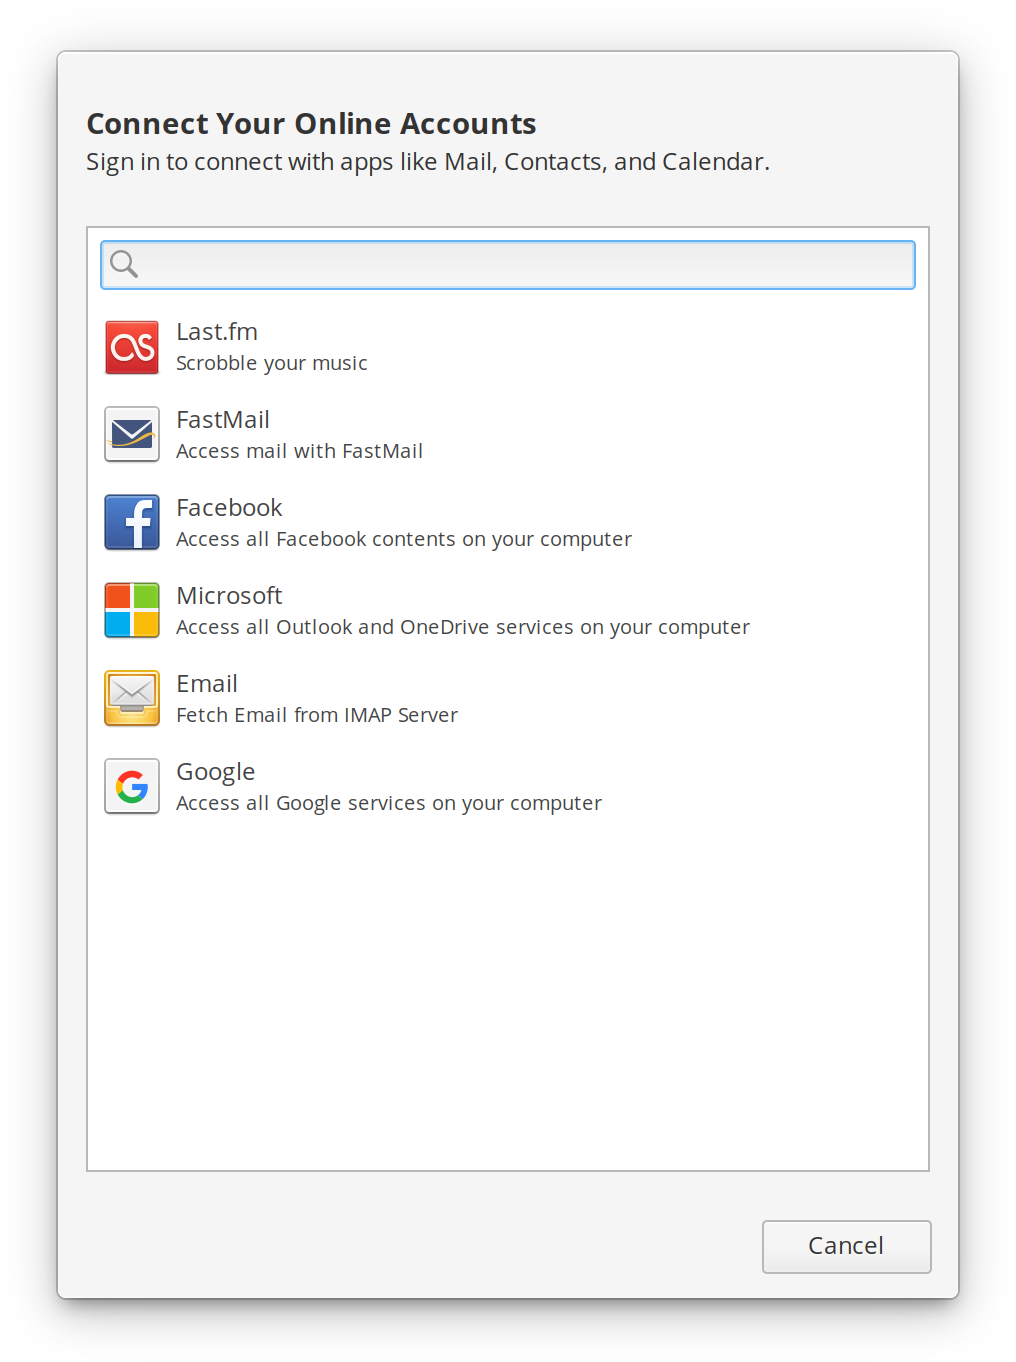 Connect Your Online Accounts
Sign in to connect with apps like Mail, Contacts, and Calendar.
Last.fm
Scrobble your music
FastMail
Access mail with FastMail
Facebook
Access all Facebook contents on your computer
Microsoft
Access all Outlook and OneDrive services on your computer
Email
Fetch Email from IMAP Server
Google
Access all Google services on your computer
Cancel